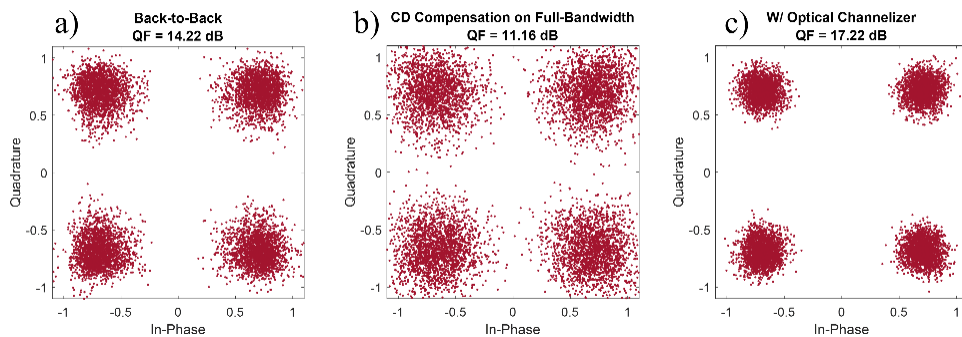 a)
Back-to-Back
QF = 14.22 dB
1
0.5
0
-0.5
-1
Quadrature
-1
-0.5
0
0.5
1
In-Phase
b)
CD Compensation on Full-Bandwidth
QF = 11.16 dB
1
0.5
0
-0.5
-1
Quadrature
-1
-0.5
0
0.5
1
In-Phase
c)
W/ Optical Channelizer
QF = 17.22 dB
1
0.5
0
-0.5
-1
Quadrature
-1
-0.5
0
0.5
1
In-Phase